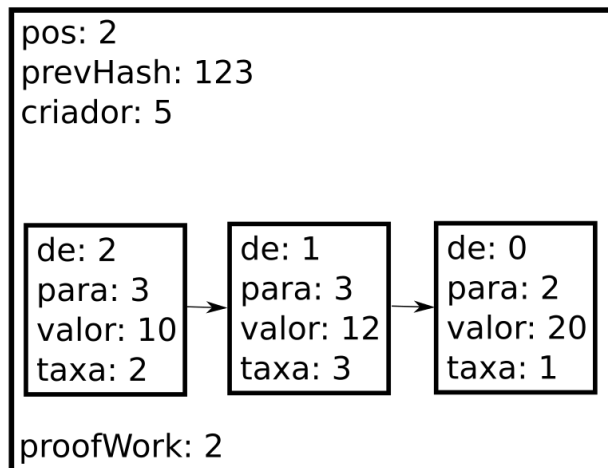 pos: 2
prevHash: 123
criador: 5
de: 2
para: 3
valor: 10
taxa: 2
de: 1
para: 3
valor: 12
taxa: 3
de: 0
para: 2
valor: 20
taxa: 1
proofWork: 2